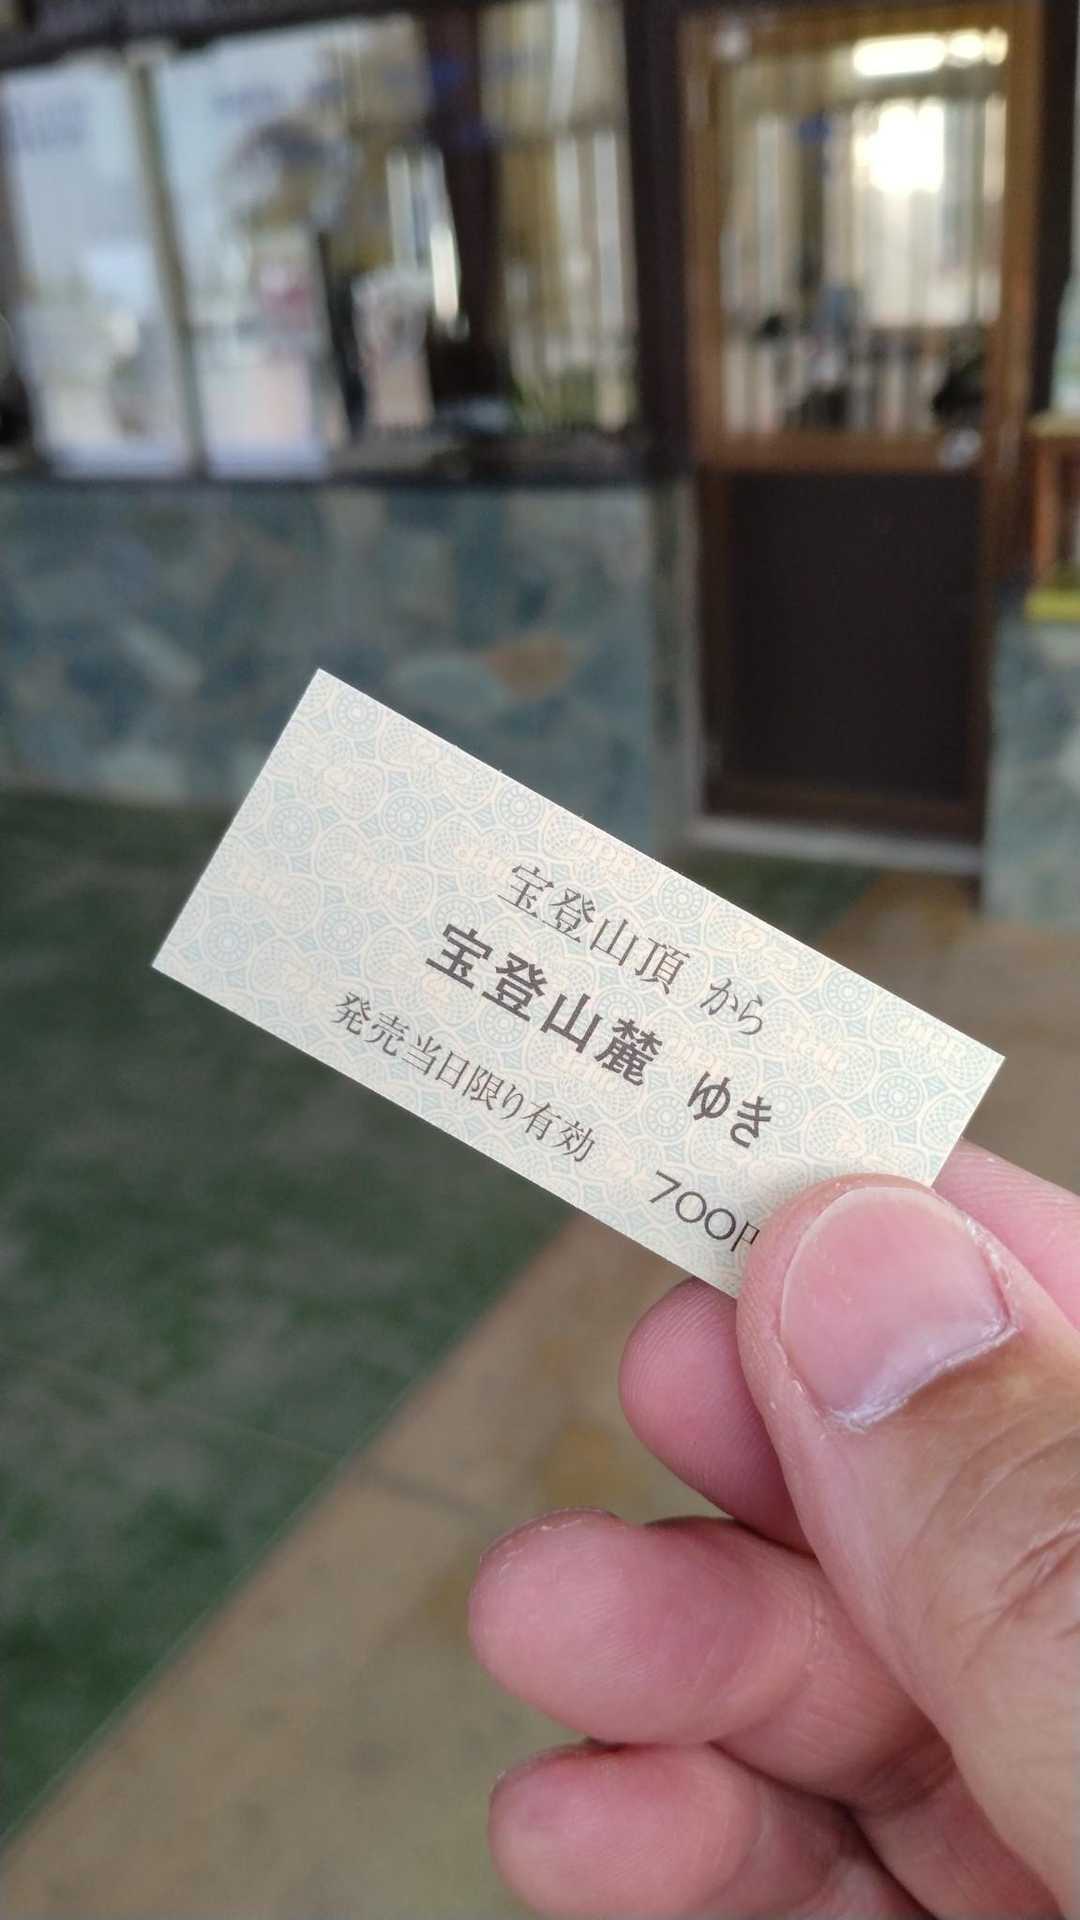 宝登山頂 から
宝登山麓 ゆき
発売当日限り有効 700円